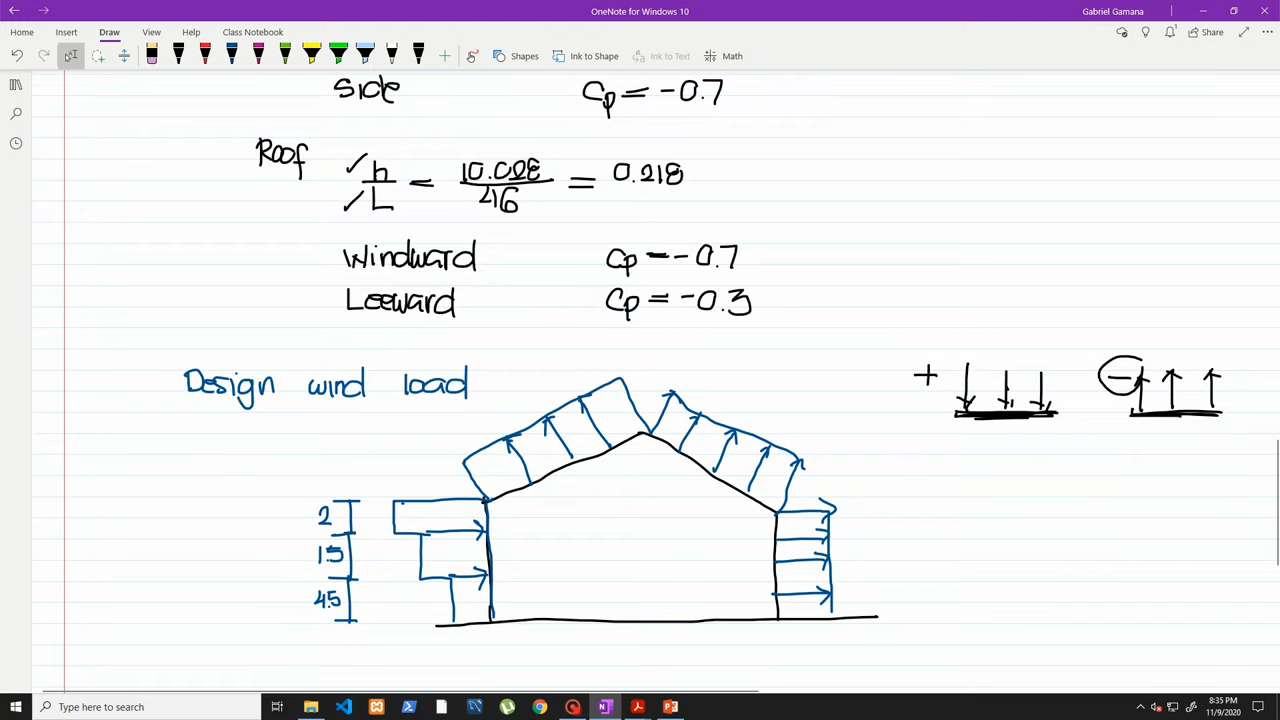 OneNote for Windows 10
Gabriel Gamana
Home Insert Draw View Help Class Notebook
Share
Shapes Ink to Shape Ink to Text Math
Side Cp = -0.7
Roof h/L = 10.028/46 = 0.218
Windward Cp = -0.7
Leeward Cp = -0.3
Design wind load
+ -
2
1.5
4.5
Type here to search
8:35 PM
11/9/2020